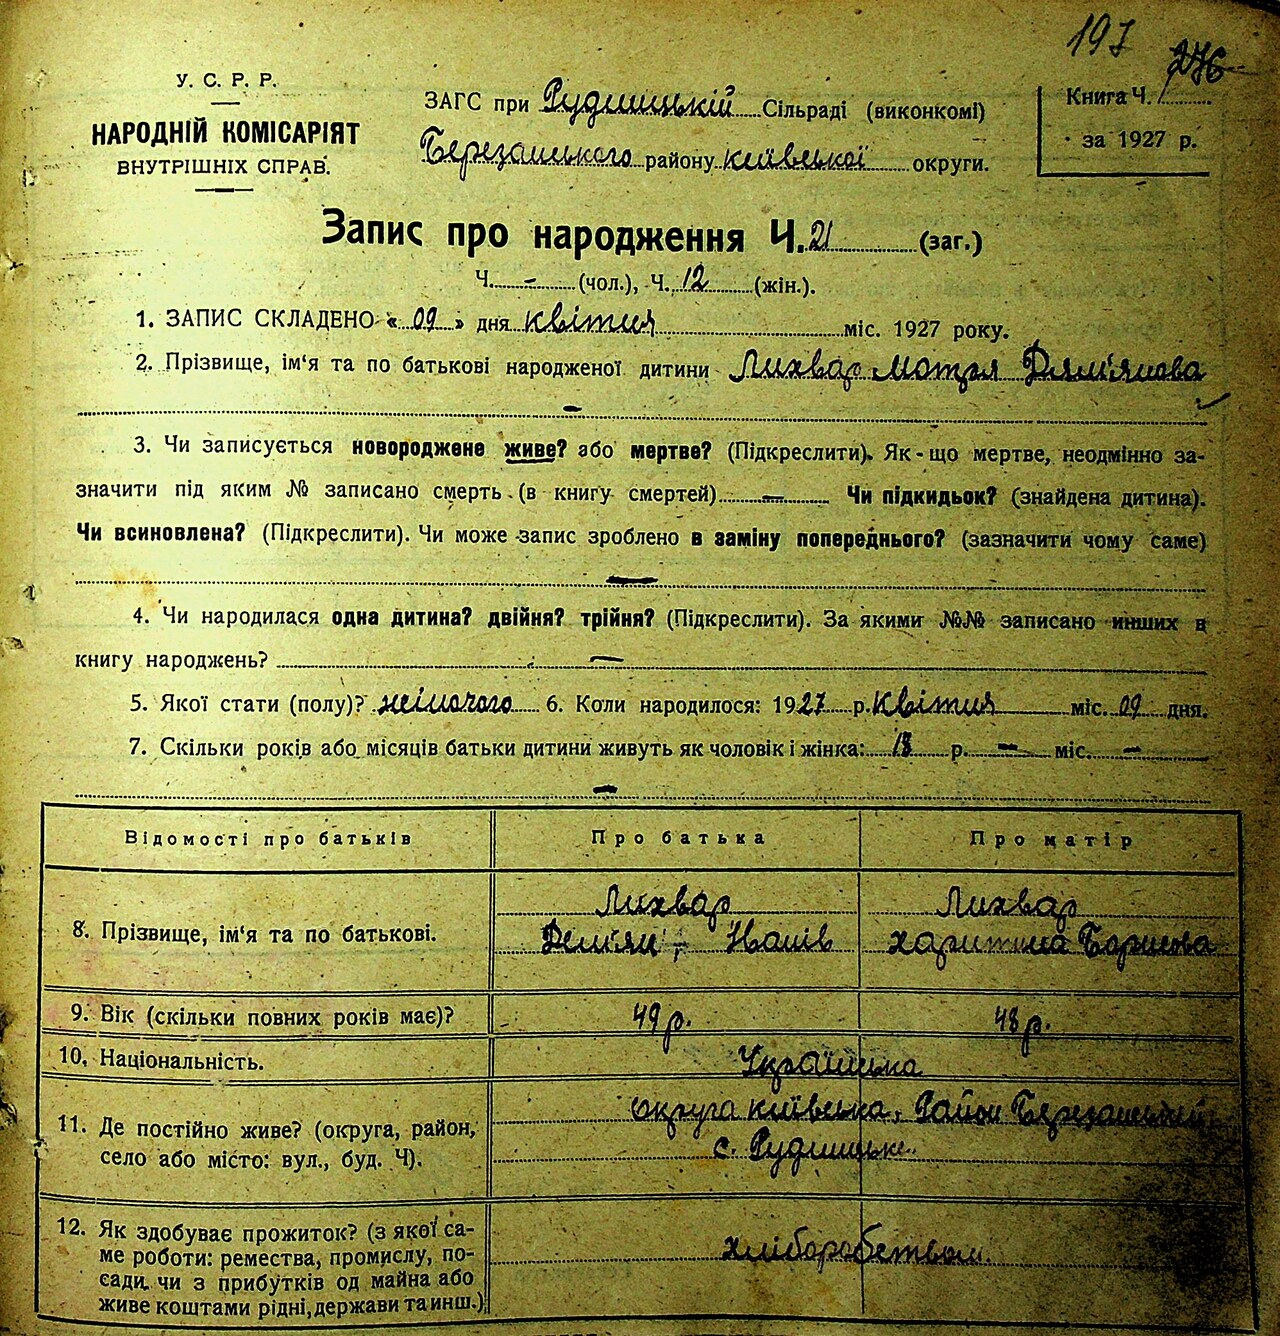 197
276
У. С. Р. Р.
НАРОДНІЙ КОМІСАРІЯТ
ВНУТРІШНІХ СПРАВ.
ЗАГС при Рудницькій Сільраді (виконкомі)
Березанського району київської округи.
Книга Ч. 1
за 1927 р.
Запис про народження Ч. 21 (заг.)
Ч. - (чол.), Ч. 12 (жін.).
1. ЗАПИС СКЛАДЕНО « 09 » дня квітня міс. 1927 року.
2. Прізвище, ім‘я та по батькові народженої дитини Лихвар Мотря Дем'янова
—
3. Чи записується новороджене живе? або мертве? (Підкреслити). Як-що мертве, неодмінно за-
значити під яким № записано смерть (в книгу смертей) — Чи підкидьок? (знайдена дитина).
Чи всиновлена? (Підкреслити). Чи може запис зроблено в заміну попереднього? (зазначити чому саме)
—
4. Чи народилася одна дитина? двійня? трійня? (Підкреслити). За якими №№ записано инших в
книгу народжень? —
5. Якої стати (полу)? жіночого 6. Коли народилося: 1927 р. Квітня міс. 09 дня.
7. Скільки років або місяців батьки дитини живуть як чоловік і жінка: 18 р. — міс. —
—
Відомості про батьків Про батька Про матір
8. Прізвище, ім‘я та по батькові. Лихвар Дем'ян Лихвар Харитина Борисова
9. Вік (скільки повних років має)? 49 р. 48 р.
10. Національність. Українська
11. Де постійно живе? (округа, район, округа київська, Район Березанський
село або місто: вул., буд. Ч). с. Рудницьке
12. Як здобуває прожиток? (з якої са-
ме роботи: ремества, промислу, по- хліборобством.
сади, чи з прибутків од майна або
живе коштами рідні, держави та инш.)